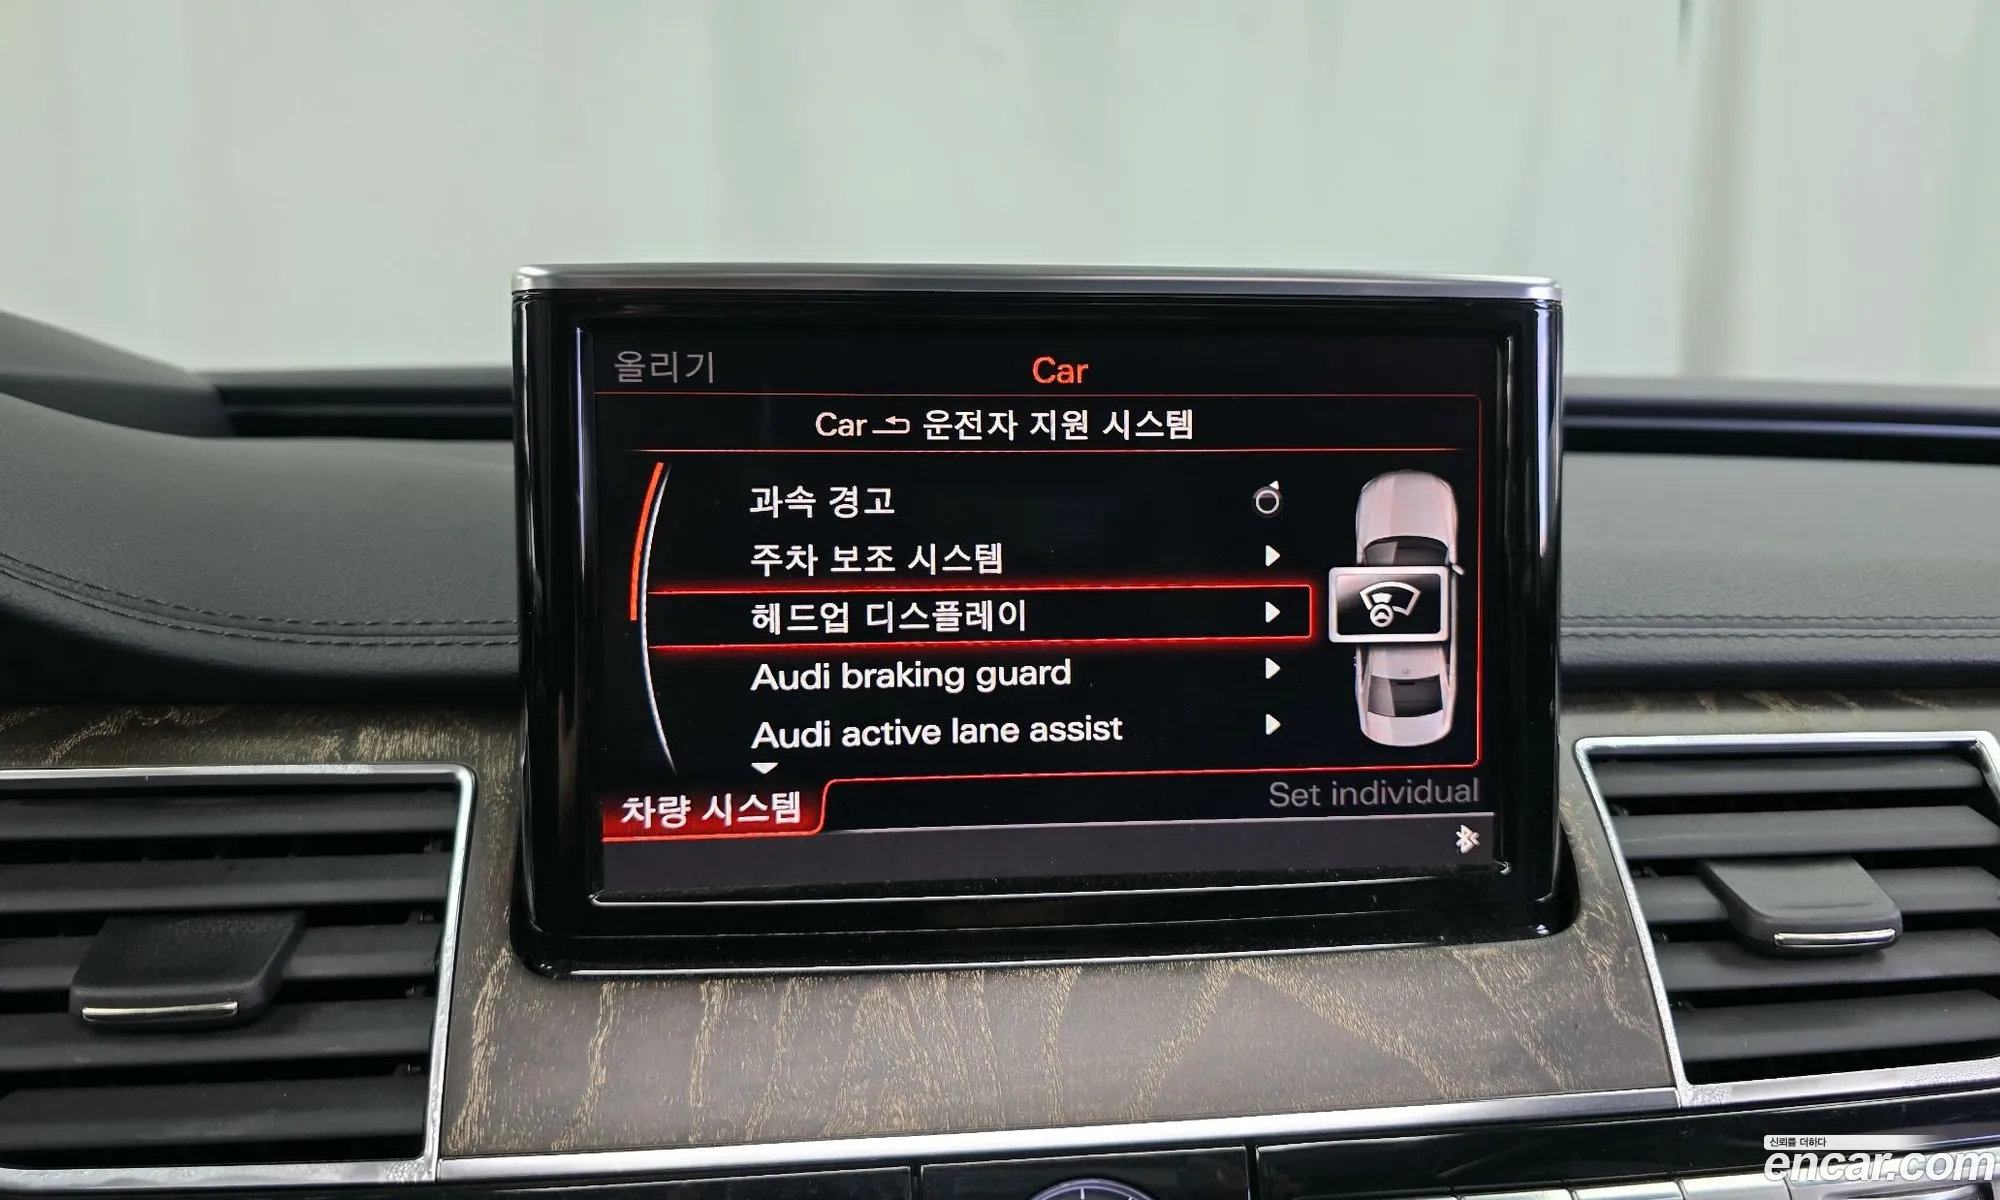 올리기
Car
Car 운전자 지원 시스템
과속 경고
주차 보조 시스템
헤드업 디스플레이
Audi braking guard
Audi active lane assist
Set individual
차량 시스템
신뢰를 더하다
encar.com